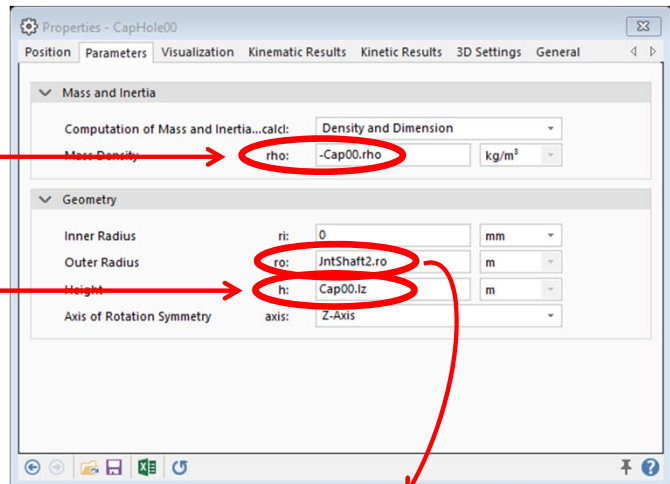 Properties - CapHole00
Position Parameters Visualization Kinematic Results Kinetic Results 3D Settings General
Mass and Inertia
Computation of Mass and Inertia...calcI: Density and Dimension
Mass Density rho: -Cap00.rho kg/m³
Geometry
Inner Radius ri: 0 mm
Outer Radius ro: JntShaft2.ro m
Height h: Cap00.lz m
Axis of Rotation Symmetry axis: Z-Axis